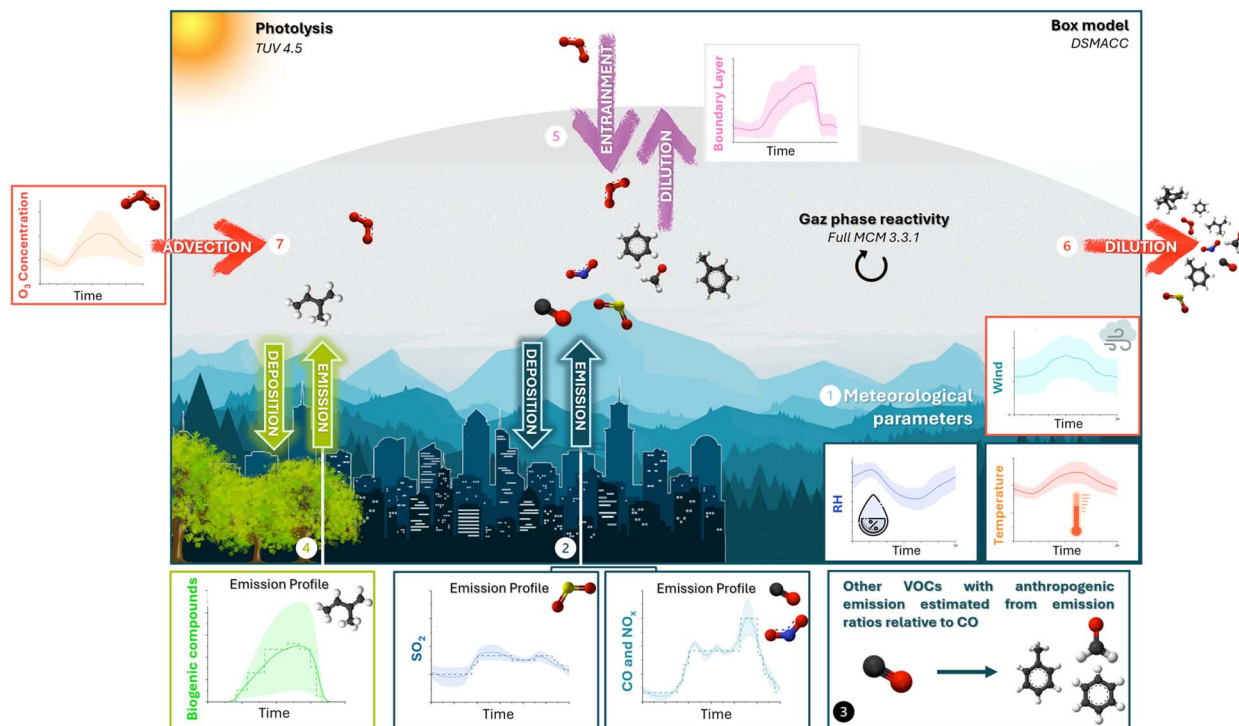 Photolysis
TUV 4.5
Box model
DSMACC
ENTRAINMENT
5
DILUTION
Boundary Layer
Time
O₃ Concentration
Time
ADVECTION
7
Gaz phase reactivity
Full MCM 3.3.1
6
DILUTION
DEPOSITION
EMISSION
DEPOSITION
EMISSION
1
Meteorological
parameters
Wind
24
RH
%
Time
24
Temperature
Time
24
4
2
Emission Profile
Biogenic compounds
Time
Emission Profile
SO₂
Time
Emission Profile
CO and NOₓ
Time
Other VOCs with anthropogenic
emission estimated from emission
ratios relative to CO
3